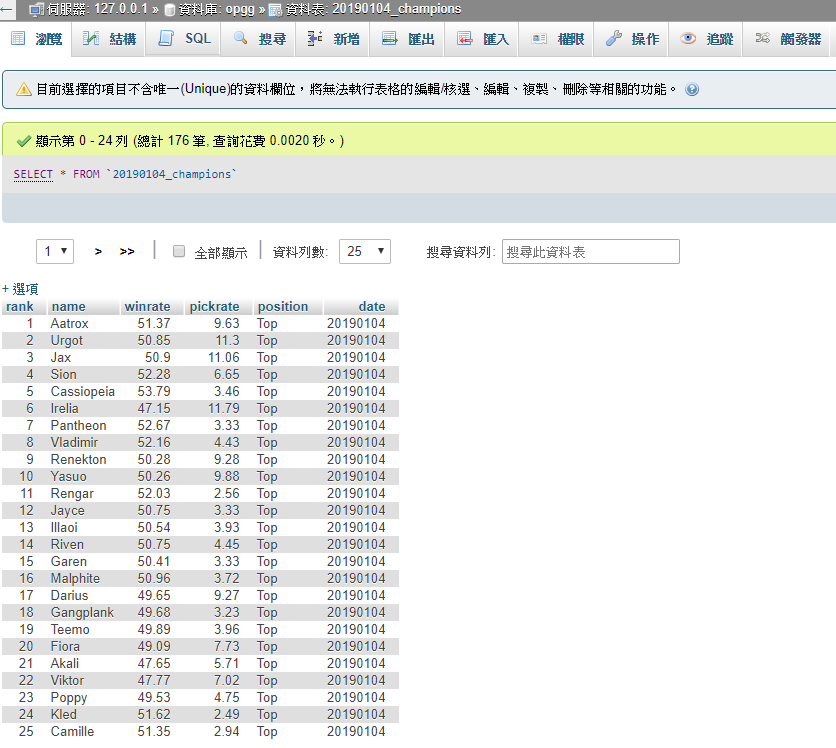 伺服器: 127.0.0.1 » 資料庫: opgg » 資料表: 20190104_champions
瀏覽 結構 SQL 搜尋 新增 匯出 匯入 權限 操作 追蹤 觸發器
目前選擇的項目不含唯一(Unique)的資料欄位，將無法執行表格的編輯/核選、編輯、複製、刪除等相關的功能。
顯示第 0 - 24 列 (總計 176 筆, 查詢花費 0.0020 秒。)
SELECT * FROM `20190104_champions`
1 > >> 全部顯示 資料列數: 25 搜尋資料列: 搜尋此資料表
+ 選項
rank name winrate pickrate position date
1 Aatrox 51.37 9.63 Top 20190104
2 Urgot 50.85 11.3 Top 20190104
3 Jax 50.9 11.06 Top 20190104
4 Sion 52.28 6.65 Top 20190104
5 Cassiopeia 53.79 3.46 Top 20190104
6 Irelia 47.15 11.79 Top 20190104
7 Pantheon 52.67 3.33 Top 20190104
8 Vladimir 52.16 4.43 Top 20190104
9 Renekton 50.28 9.28 Top 20190104
10 Yasuo 50.26 9.88 Top 20190104
11 Rengar 52.03 2.56 Top 20190104
12 Jayce 50.75 3.33 Top 20190104
13 Illaoi 50.54 3.93 Top 20190104
14 Riven 50.75 4.45 Top 20190104
15 Garen 50.41 3.33 Top 20190104
16 Malphite 50.96 3.72 Top 20190104
17 Darius 49.65 9.27 Top 20190104
18 Gangplank 49.68 3.23 Top 20190104
19 Teemo 49.89 3.96 Top 20190104
20 Fiora 49.09 7.73 Top 20190104
21 Akali 47.65 5.71 Top 20190104
22 Viktor 47.77 7.02 Top 20190104
23 Poppy 49.53 4.75 Top 20190104
24 Kled 51.62 2.49 Top 20190104
25 Camille 51.35 2.94 Top 20190104